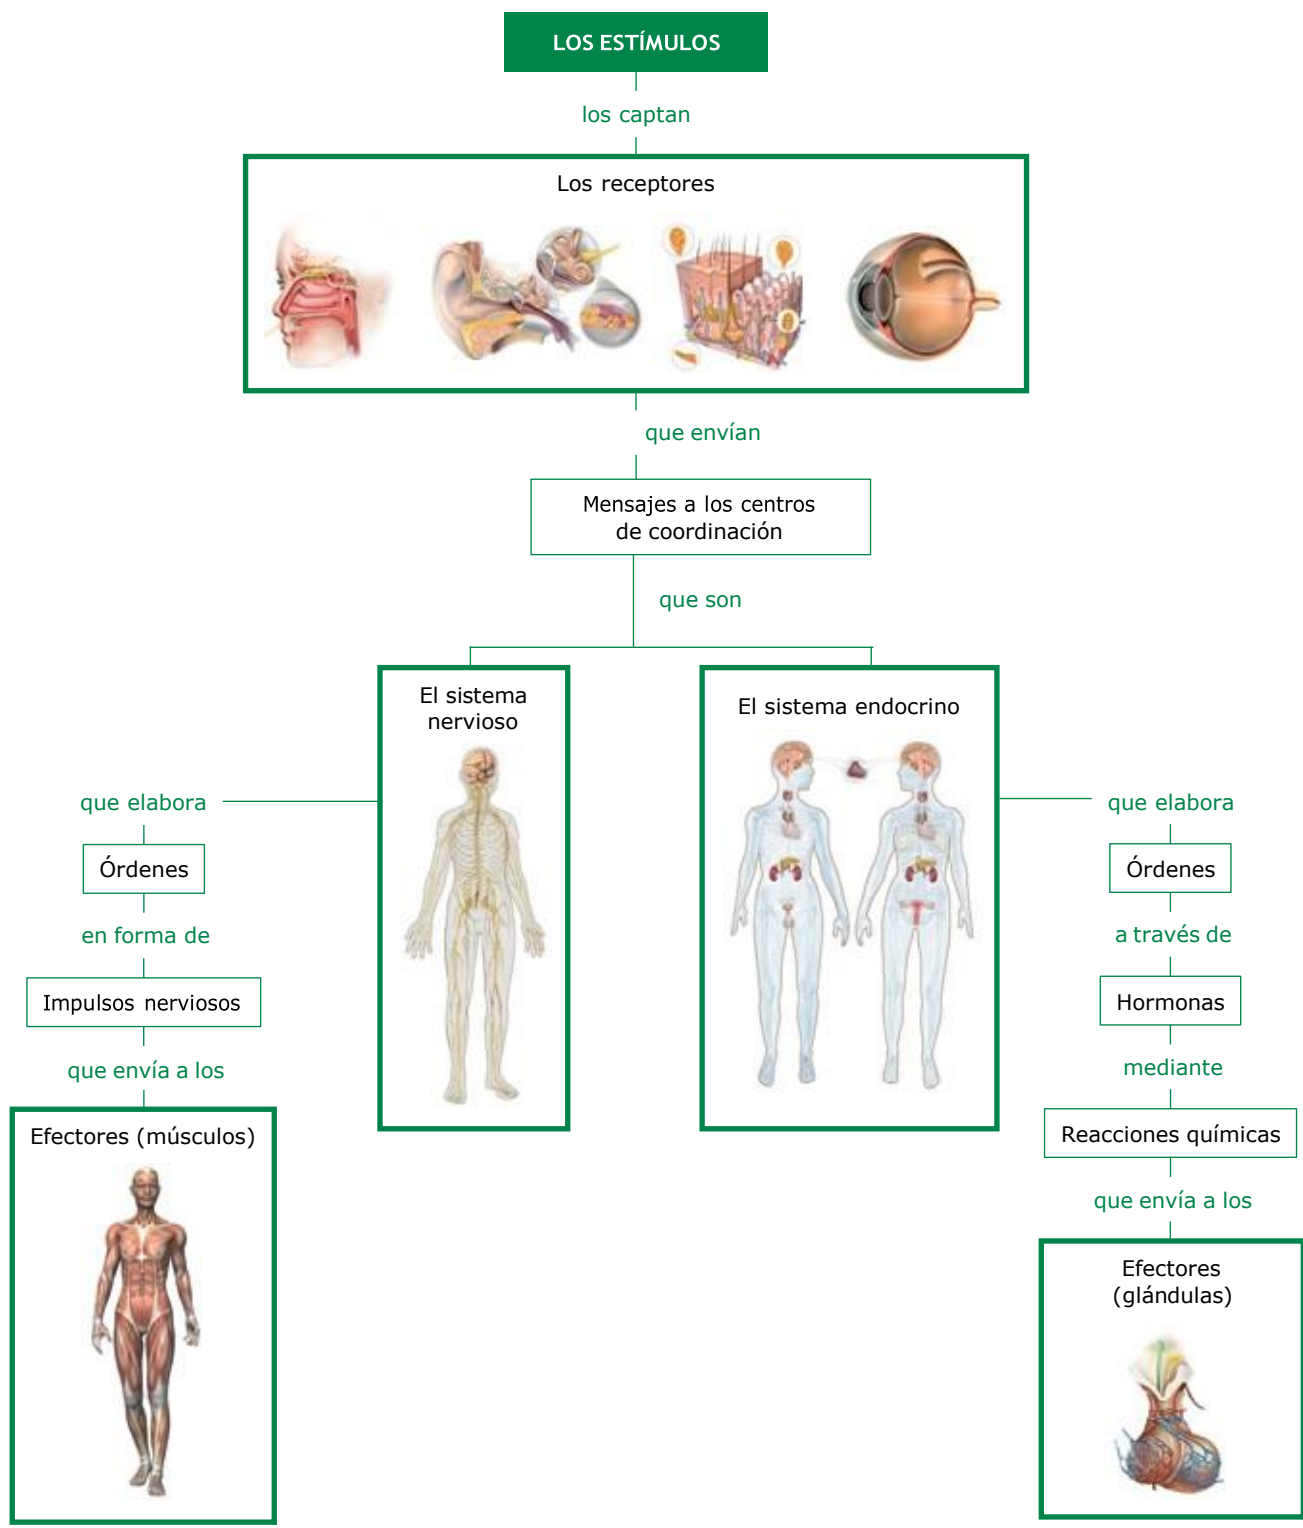 LOS ESTÍMULOS
los captan
Los receptores
que envían
Mensajes a los centros
de coordinación
que son
El sistema
nervioso
El sistema endocrino
que elabora
Órdenes
en forma de
Impulsos nerviosos
que envía a los
Efectores (músculos)
que elabora
Órdenes
a través de
Hormonas
mediante
Reacciones químicas
que envía a los
Efectores
(glándulas)